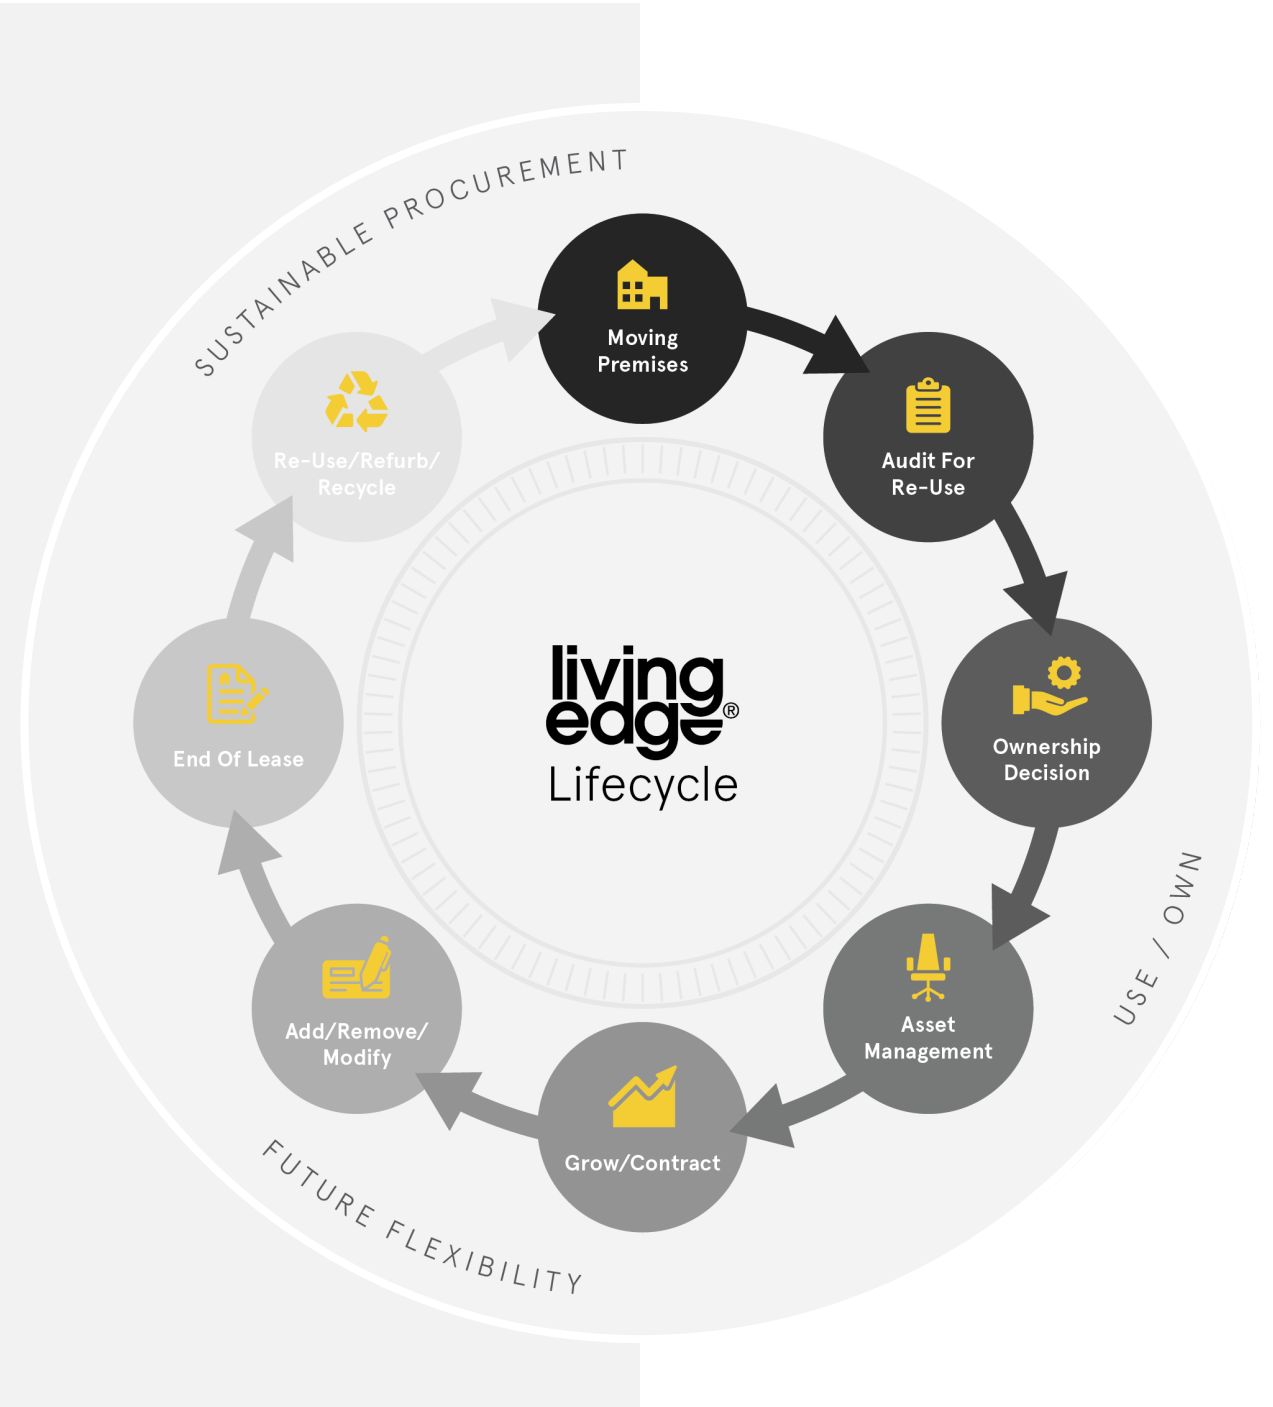 SUSTAINABLE PROCUREMENT
Moving
Premises
Audit For
Re-Use
Ownership
Decision
USE / OWN
Asset
Management
Grow/Contract
FUTURE FLEXIBILITY
Add/Remove/
Modify
End Of Lease
Re-Use/Refurb/
Recycle
living
edge®
Lifecycle